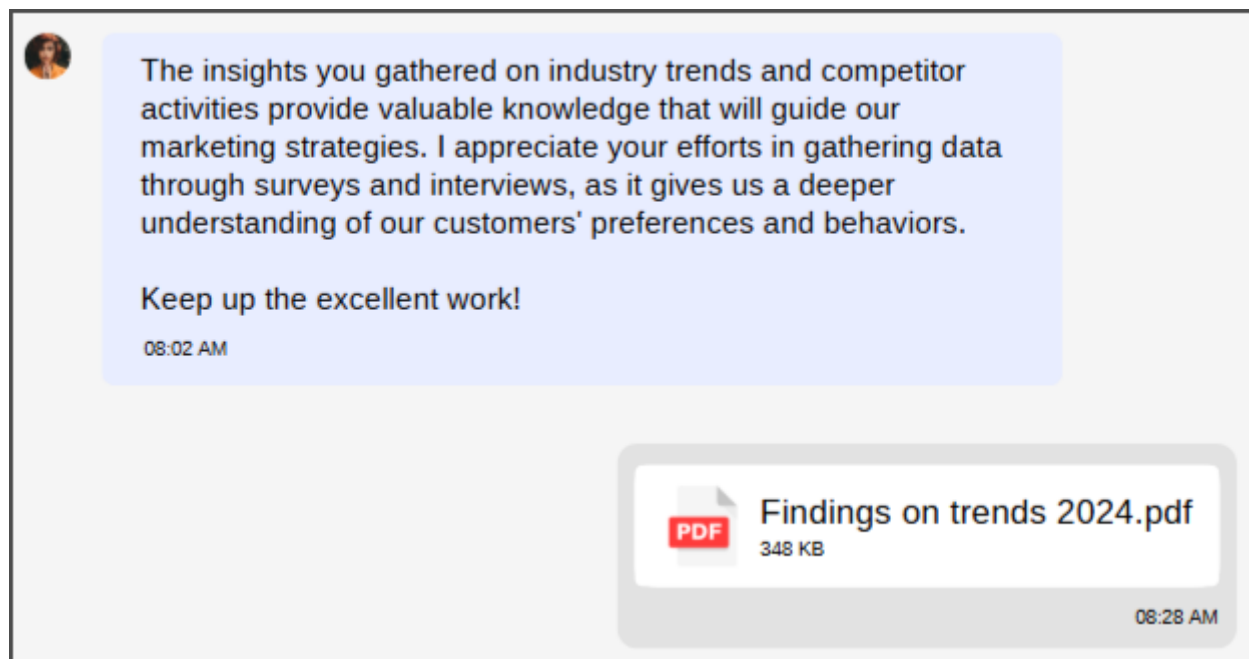 The insights you gathered on industry trends and competitor
activities provide valuable knowledge that will guide our
marketing strategies. I appreciate your efforts in gathering data
through surveys and interviews, as it gives us a deeper
understanding of our customers' preferences and behaviors.
Keep up the excellent work!
08:02 AM
PDF
Findings on trends 2024.pdf
348 KB
08:28 AM